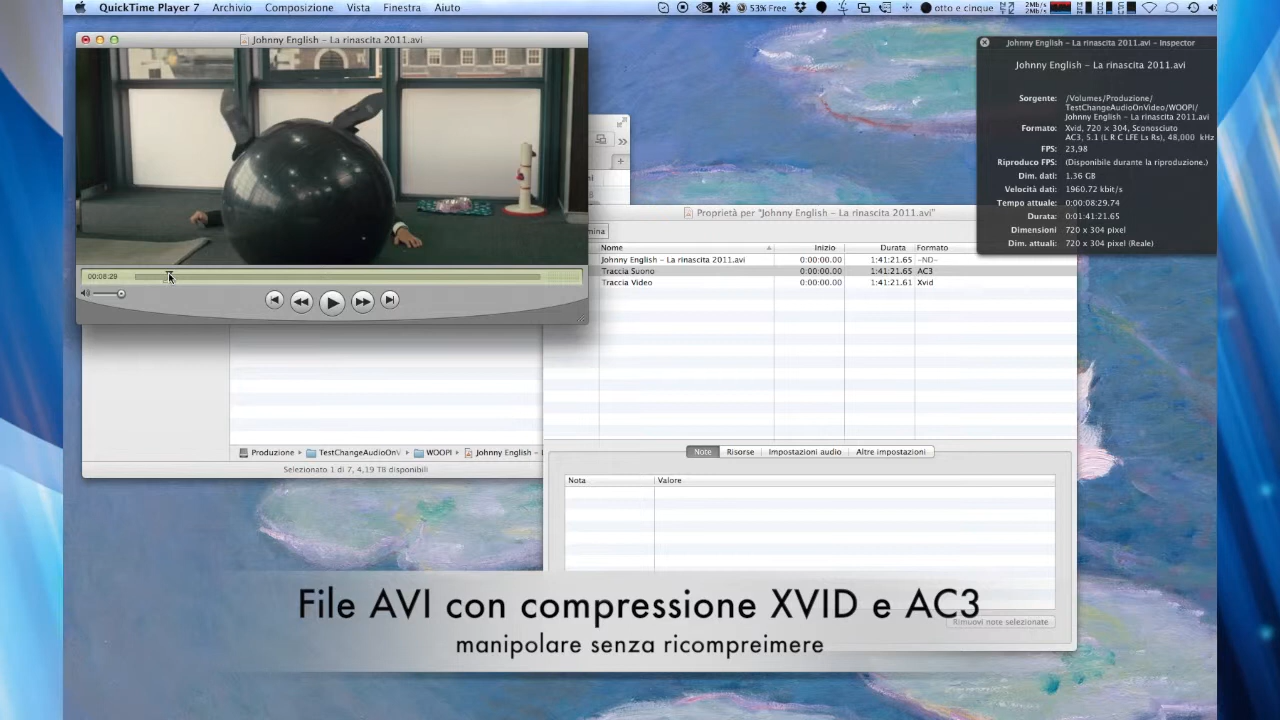 QuickTime Player 7 Archivio Composizione Vista Finestra Aiuto 53% Free otto e cinque 2Mb/s 2Mb/s
Johnny English – La rinascita 2011.avi
00:08:29
Johnny English – La rinascita 2011.avi – Inspector
Johnny English – La rinascita 2011.avi
Sorgente: /Volumes/Produzione/
TestChangeAudioOnVideo/WOOPI/
Johnny English – La rinascita 2011.avi
Formato: Xvid, 720 x 304, Sconosciuto
AC3, 5.1 (L R C LFE Ls Rs), 48,000 kHz
FPS: 23,98
Riproduco FPS: (Disponibile durante la riproduzione.)
Dim. dati: 1,36 GB
Velocità dati: 1960.72 kbit/s
Tempo attuale: 0:00:08:29.74
Durata: 0:01:41:21.65
Dimensioni 720 x 304 pixel
Dim. attuali: 720 x 304 pixel (Reale)
Proprietà per "Johnny English – La rinascita 2011.avi"
mina
Nome Inizio Durata Formato
Johnny English – La rinascita 2011.avi 0:00:00.00 1:41:21.65 –ND–
Traccia Suono 0:00:00.00 1:41:21.65 AC3
Traccia Video 0:00:00.00 1:41:21.61 Xvid
Produzione TestChangeAudioOnV WOOPI Johnny English –
Selezionato 1 di 7, 4,19 TB disponibili
Note Risorse Impostazioni audio Altre impostazioni
Nota Valore
File AVI con compressione XVID e AC3
Rimuovi note selezionate
manipolare senza ricompreimere